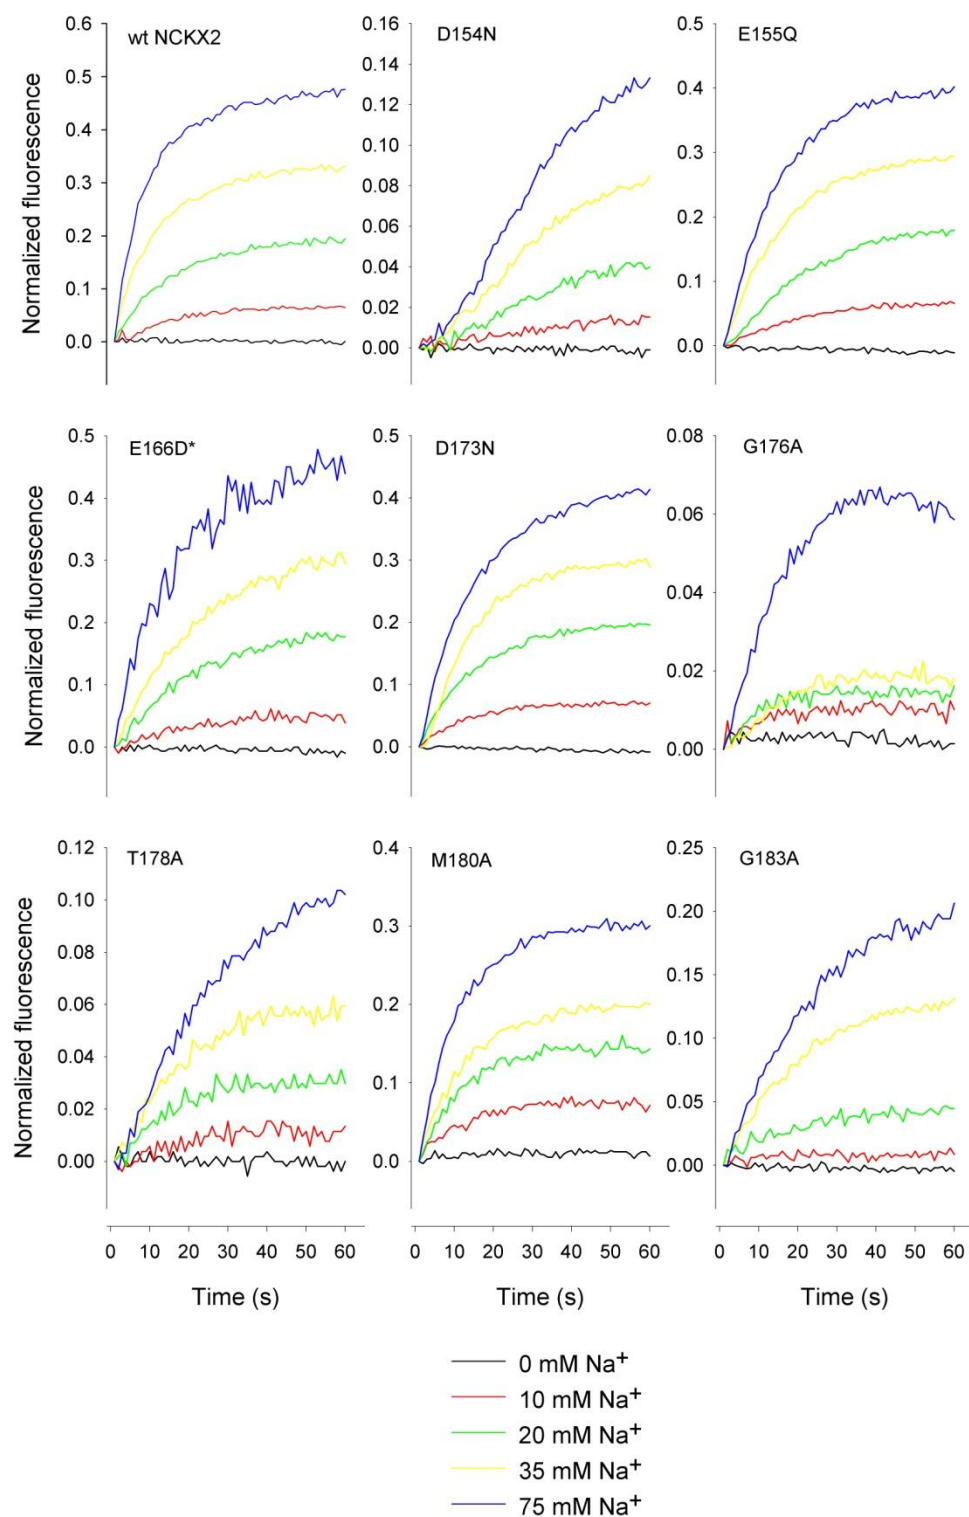 wt NCKX2
D154N
E155Q
Normalized fluorescence
0.6
0.5
0.4
0.3
0.2
0.1
0.0
0.16
0.14
0.12
0.10
0.08
0.06
0.04
0.02
0.00
0.5
0.4
0.3
0.2
0.1
0.0
E166D*
D173N
G176A
Normalized fluorescence
0.5
0.4
0.3
0.2
0.1
0.0
0.5
0.4
0.3
0.2
0.1
0.0
0.08
0.06
0.04
0.02
0.00
T178A
M180A
G183A
Normalized fluorescence
0.12
0.10
0.08
0.06
0.04
0.02
0.00
0.4
0.3
0.2
0.1
0.0
0.25
0.20
0.15
0.10
0.05
0.00
0 10 20 30 40 50 60
0 10 20 30 40 50 60
0 10 20 30 40 50 60
Time (s)
Time (s)
Time (s)
0 mM Na⁺
10 mM Na⁺
20 mM Na⁺
35 mM Na⁺
75 mM Na⁺